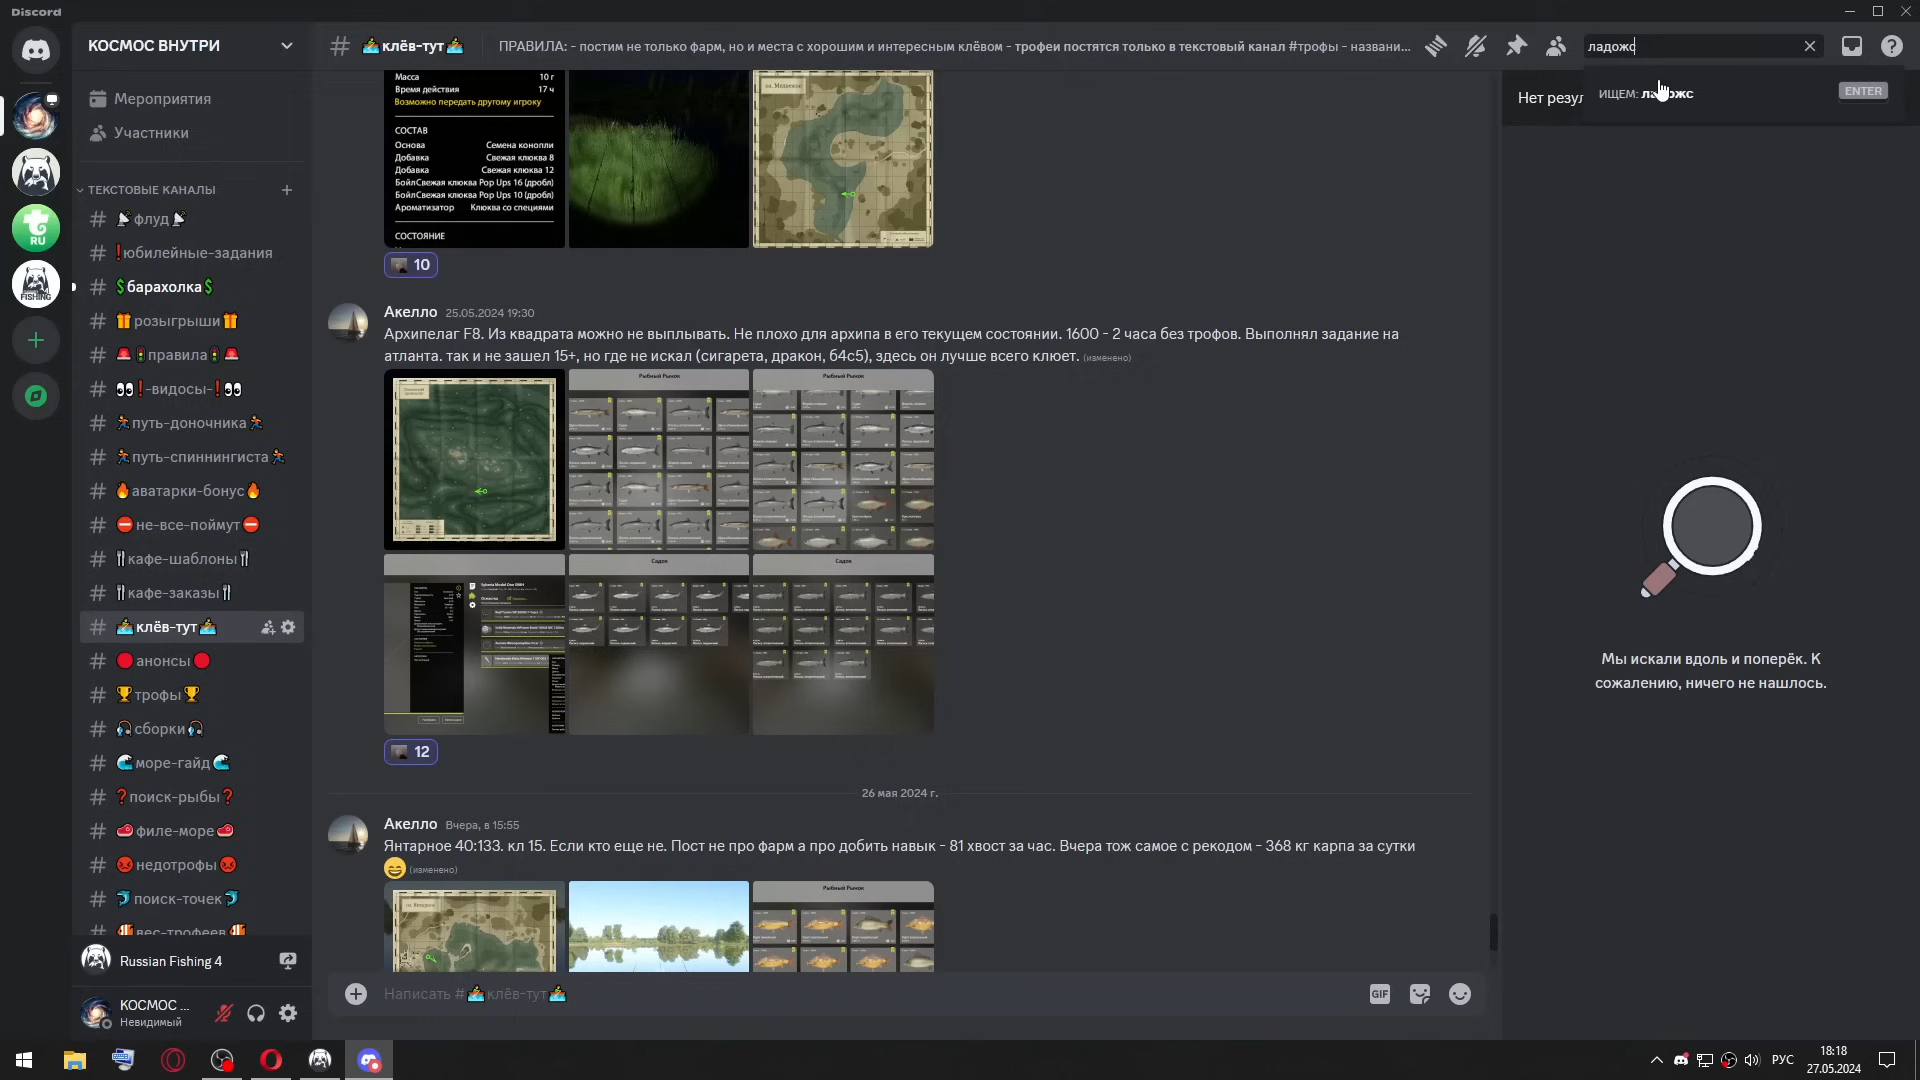 Discord
КОСМОС ВНУТРИ
клёв-тут
ПРАВИЛА: - постим не только фарм, но и места с хорошим и интересным клёвом - трофеи постятся только в текстовый канал #трофы - названи...
ладожс
ИЩЕМ:
ENTER
Нет резул
Мероприятия
Участники
ТЕКСТОВЫЕ КАНАЛЫ
флуд
юбилейные-задания
барахолка
розыгрыши
правила
-видосы-
путь-доночника
путь-спиннингиста
аватарки-бонус
не-все-поймут
кафе-шаблоны
кафе-заказы
клёв-тут
анонсы
трофы
сборки
море-гайд
поиск-рыбы
филе-море
недотрофы
поиск-точек
вес-трофеев
RU
FISHING
Russian Fishing 4
КОСМОС ...
Невидимый
Масса 10 г
Время действия 17 ч
Возможно передать другому игроку
СОСТАВ
Основа Семена конопли
Добавка Свежая клюква 8
Добавка Свежая клюква 12
БойлСвежая клюква Pop Ups 16 (дробл)
БойлСвежая клюква Pop Ups 10 (дробл)
Ароматизатор Клюква со специями
СОСТОЯНИЕ
10
Акелло 25.05.2024 19:30
Архипелаг F8. Из квадрата можно не выплывать. Не плохо для архипа в его текущем состоянии. 1600 - 2 часа без трофов. Выполнял задание на
атланта. так и не зашел 15+, но где не искал (сигарета, дракон, б4с5), здесь он лучше всего клюет. (изменено)
Рыбный Рынок
Рыбный Рынок
Садок
Садок
12
26 мая 2024 г.
Акелло Вчера, в 15:55
Янтарное 40:133. кл 15. Если кто еще не. Пост не про фарм а про добить навык - 81 хвост за час. Вчера тож самое с рекодом - 368 кг карпа за сутки
(изменено)
Рыбный Рынок
Написать # клёв-тут
GIF
Мы искали вдоль и поперёк. К
сожалению, ничего не нашлось.
РУС
18:18
27.05.2024